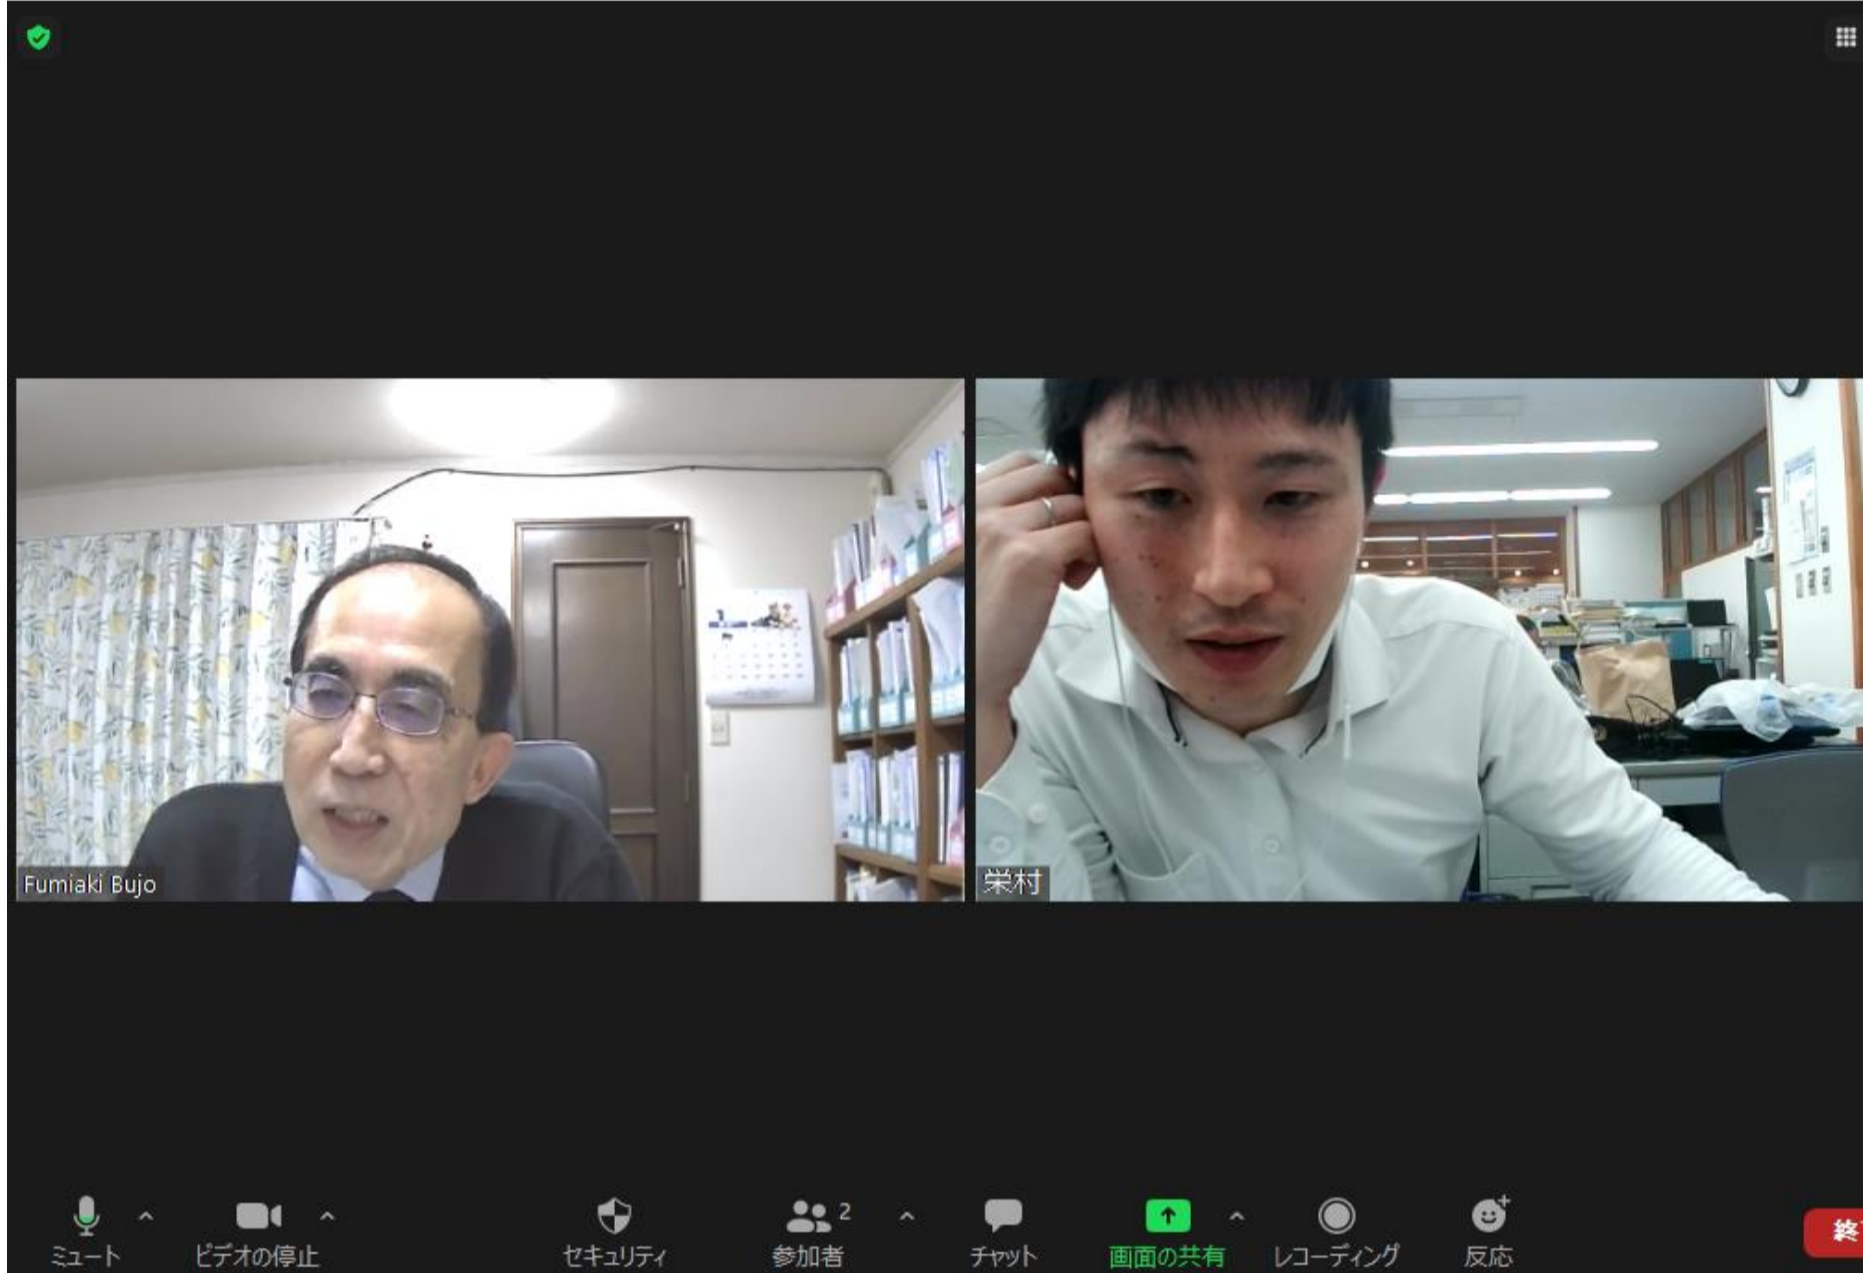 Fumiaki Bujo
栄村
ミュート
ビデオの停止
セキュリティ
2
参加者
チャット
画面の共有
レコーディング
反応
終